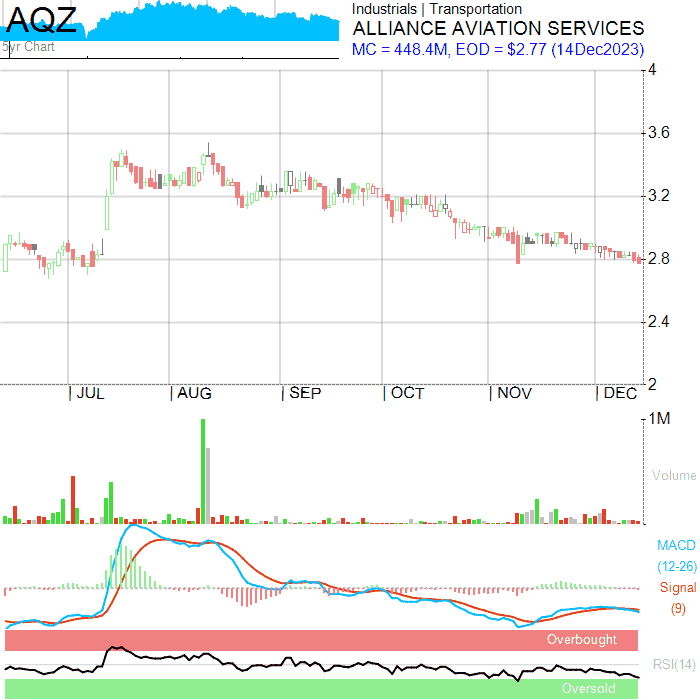 AQZ
5yr Chart
Industrials | Transportation
ALLIANCE AVIATION SERVICES
MC = 448.4M, EOD = $2.77 (14Dec2023)
4
3.6
3.2
2.8
2.4
2
| JUL | AUG | SEP | OCT | NOV | DEC
1M
Volume
MACD
(12-26)
Signal
(9)
Overbought
RSI(14)
Oversold